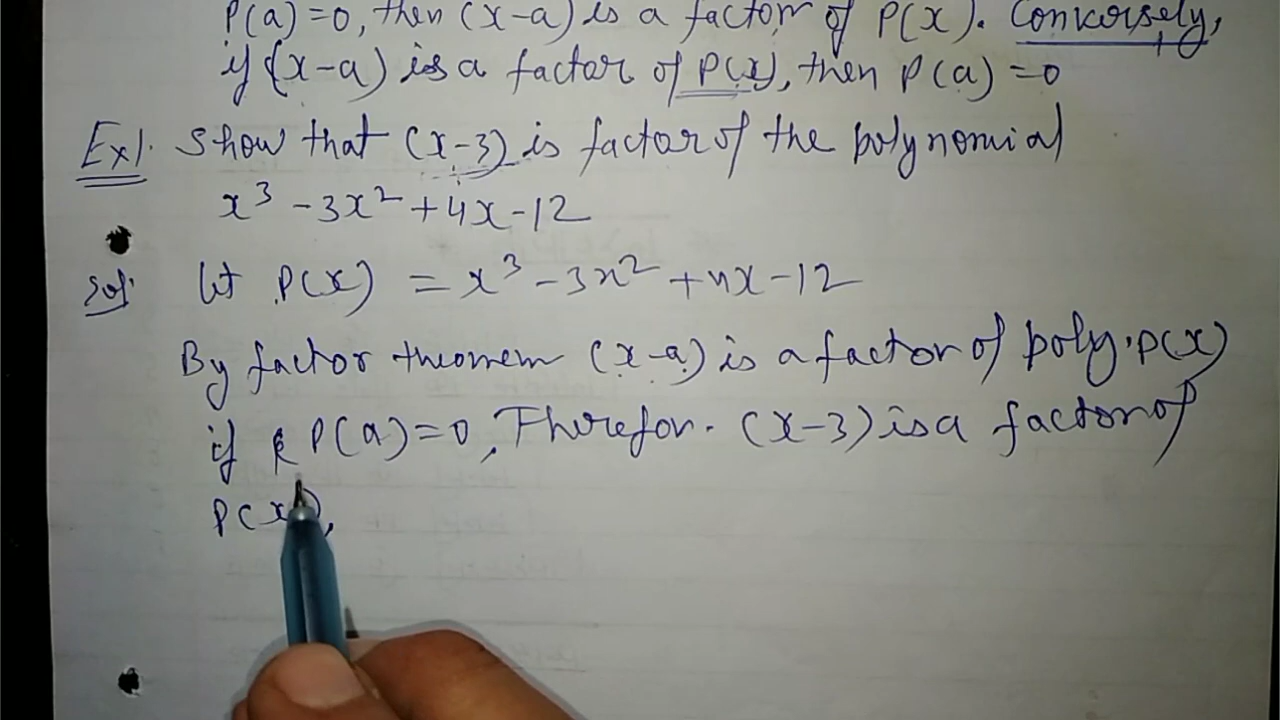 P(a)=0, then (x-a) is a factor of P(x). Conversely,
if (x-a) is a factor of P(x), then P(a)=0
Ex1. Show that (x-3) is factor of the polynomial
x³-3x²+4x-12
Sol. Let P(x) = x³-3x²+4x-12
By factor theorem (x-a) is a factor of poly. P(x)
if P(a)=0, Therefor. (x-3) is a factor of
P(x),